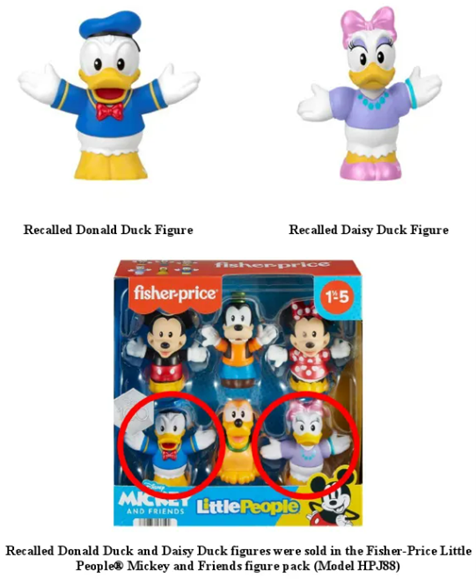 Recalled Donald Duck Figure
Recalled Daisy Duck Figure
fisher-price
fisher-price
1½-5
MICKEY
AND FRIENDS
LittlePeople
Recalled Donald Duck and Daisy Duck figures were sold in the Fisher-Price Little
People® Mickey and Friends figure pack (Model HPJ88)